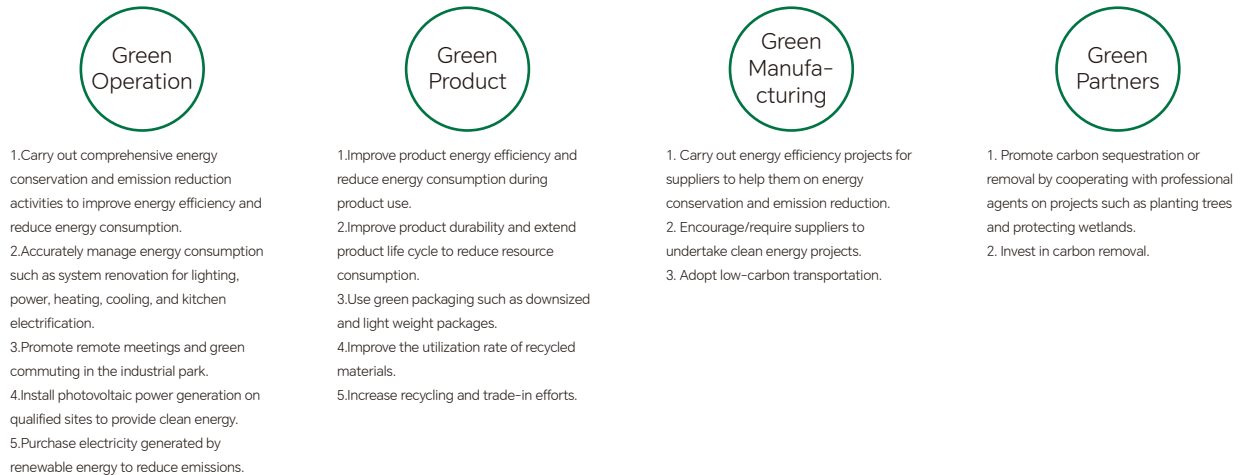 Green
Operation
1.Carry out comprehensive energy
conservation and emission reduction
activities to improve energy efficiency and
reduce energy consumption.
2.Accurately manage energy consumption
such as system renovation for lighting,
power, heating, cooling, and kitchen
electrification.
3.Promote remote meetings and green
commuting in the industrial park.
4.Install photovoltaic power generation on
qualified sites to provide clean energy.
5.Purchase electricity generated by
renewable energy to reduce emissions.
Green
Product
1.Improve product energy efficiency and
reduce energy consumption during
product use.
2.Improve product durability and extend
product life cycle to reduce resource
consumption.
3.Use green packaging such as downsized
and light weight packages.
4.Improve the utilization rate of recycled
materials.
5.Increase recycling and trade-in efforts.
Green
Manufa-
cturing
1. Carry out energy efficiency projects for
suppliers to help them on energy
conservation and emission reduction.
2. Encourage/require suppliers to
undertake clean energy projects.
3. Adopt low-carbon transportation.
Green
Partners
1. Promote carbon sequestration or
removal by cooperating with professional
agents on projects such as planting trees
and protecting wetlands.
2. Invest in carbon removal.